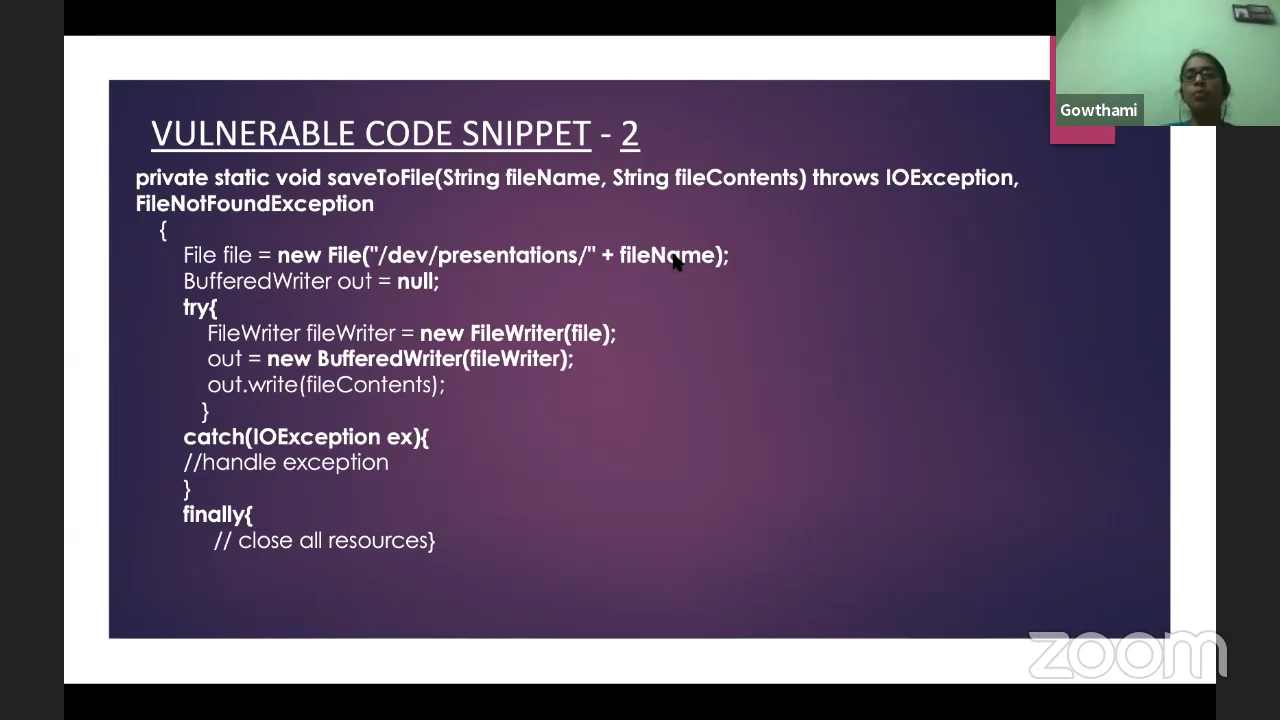 Gowthami
VULNERABLE CODE SNIPPET - 2
private static void saveToFile(String fileName, String fileContents) throws IOException,
FileNotFoundException
{
File file = new File("/dev/presentations/" + fileName);
BufferedWriter out = null;
try{
FileWriter fileWriter = new FileWriter(file);
out = new BufferedWriter(fileWriter);
out.write(fileContents);
}
catch(IOException ex){
//handle exception
}
finally{
// close all resources}
zoom